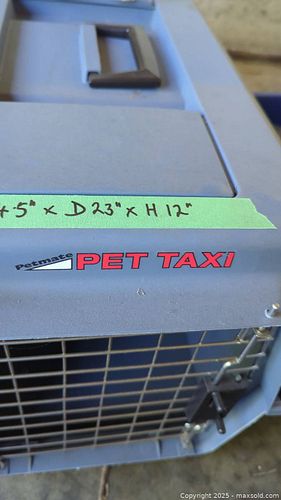 5" x D 23" x H 12"
Petmate PET TAXI
Copyright © 2025 - maxsold.com